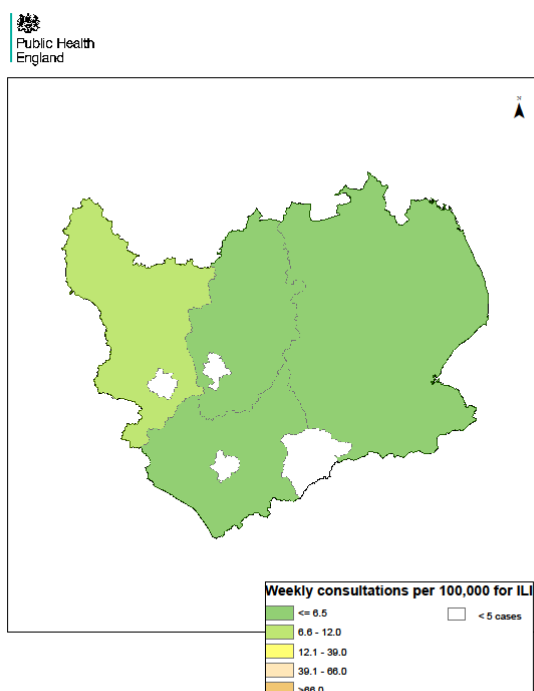 Public Health
England
N
Weekly consultations per 100,000 for ILI
<= 6.5
< 5 cases
6.6 - 12.0
12.1 - 39.0
39.1 - 66.0
>66.0